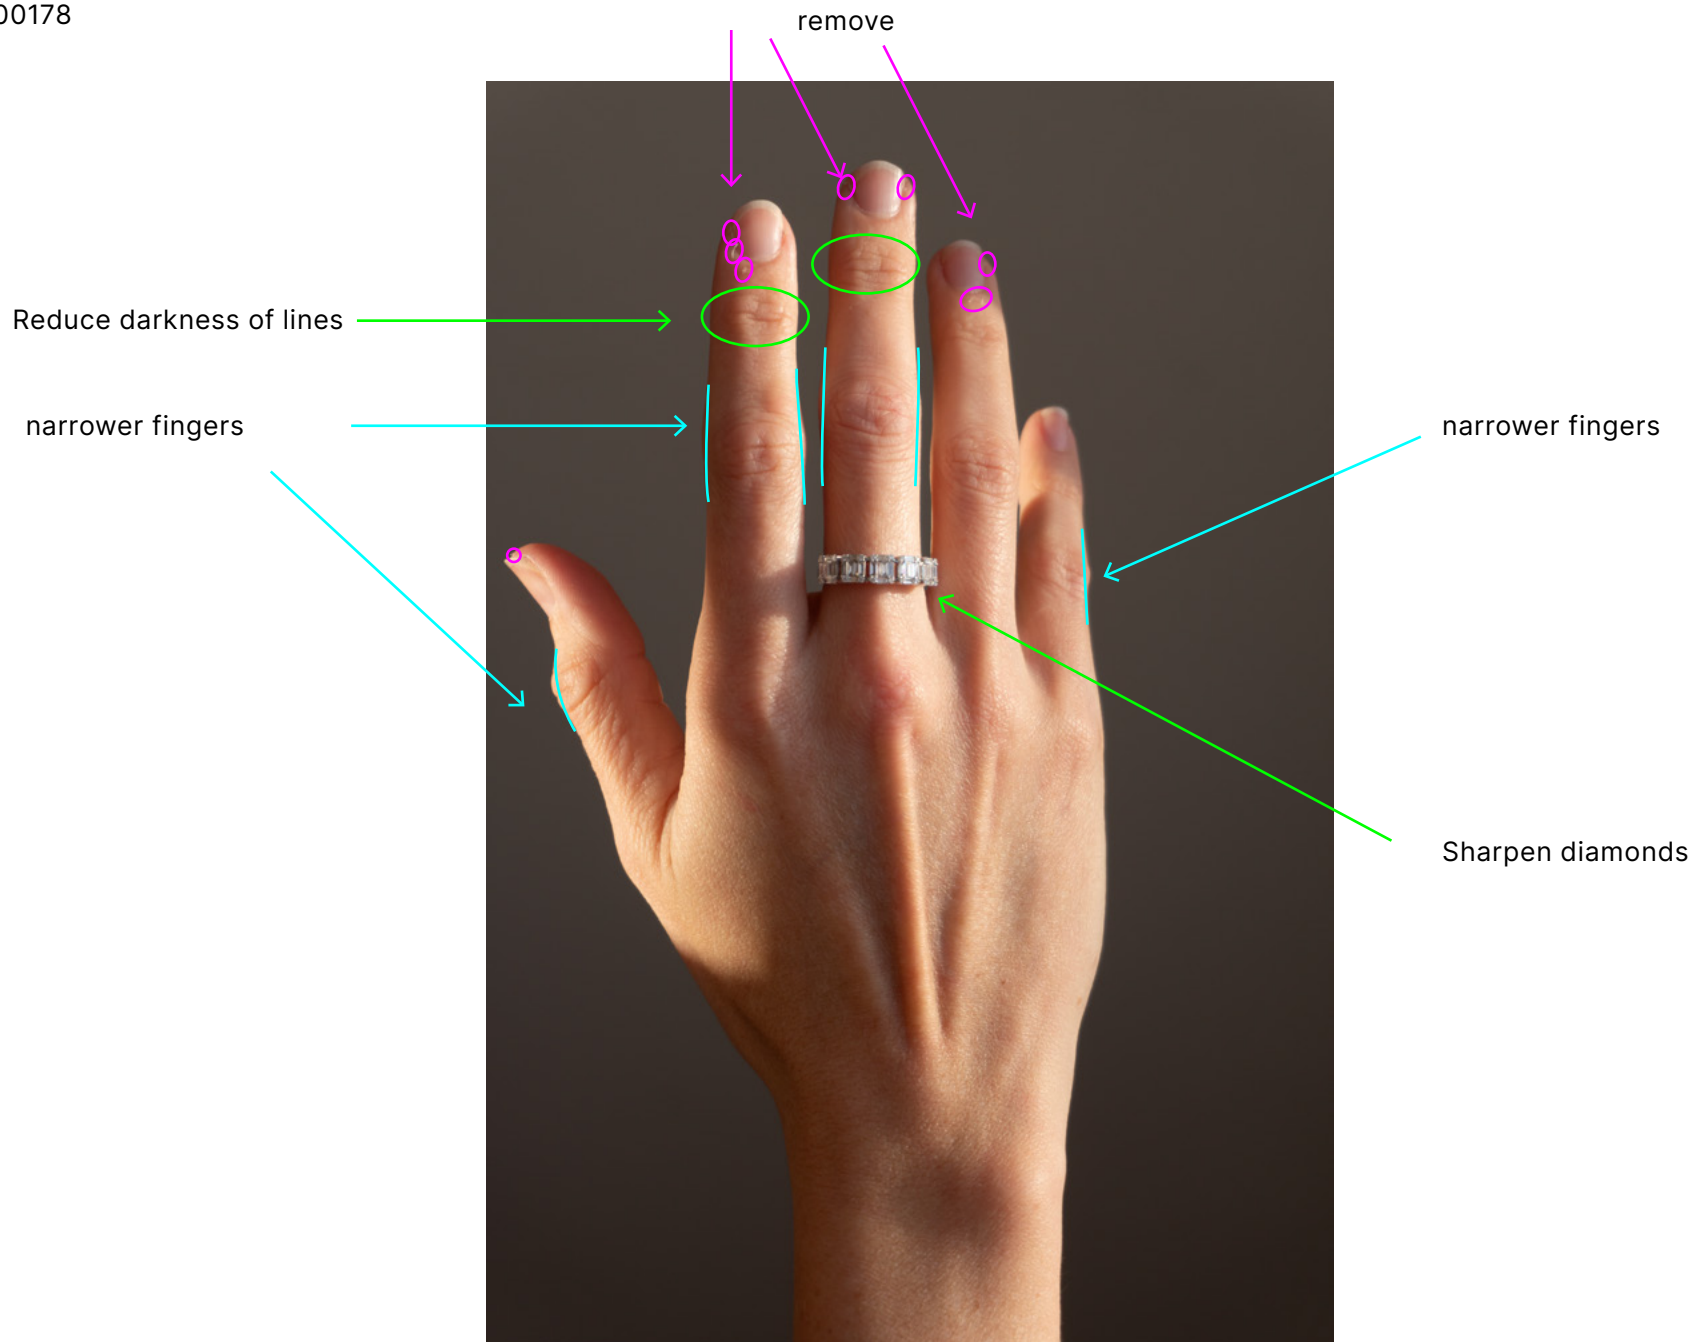 00178
remove
Reduce darkness of lines
narrower fingers
narrower fingers
Sharpen diamonds